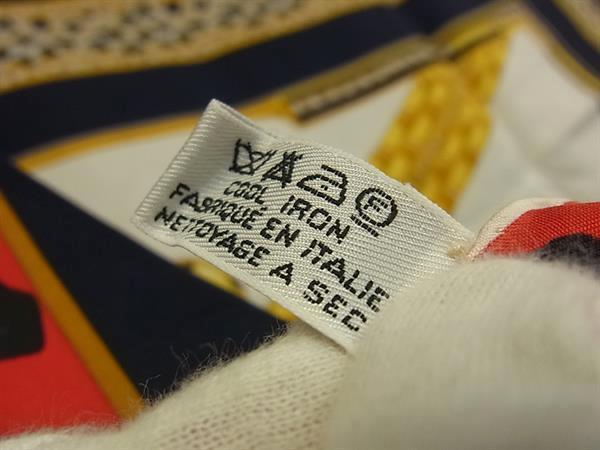 COOL IRON
FABRIQUE EN ITALIE
NETTOYAGE A SEC